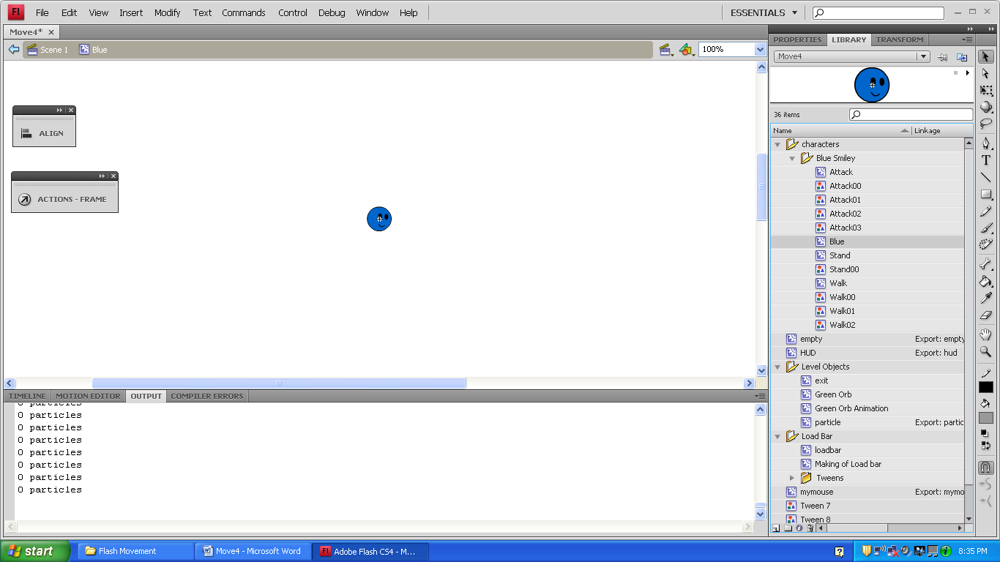 Fl File Edit View Insert Modify Text Commands Control Debug Window Help ESSENTIALS
Move4*
Scene 1 Blue 100%
ALIGN
ACTIONS - FRAME
TIMELINE MOTION EDITOR OUTPUT COMPILER ERRORS
0 particles
0 particles
0 particles
0 particles
0 particles
0 particles
0 particles
0 particles
PROPERTIES LIBRARY TRANSFORM
Move4
36 items
Name Linkage
characters
Blue Smiley
Attack
Attack00
Attack01
Attack02
Attack03
Blue
Stand
Stand00
Walk
Walk00
Walk01
Walk02
empty Export: empty
HUD Export: hud
Level Objects
exit
Green Orb
Green Orb Animation
particle Export: partic
Load Bar
loadbar
Making of Load bar
Tweens
mymouse Export: mymo
Tween 7
Tween 8
T
start Flash Movement Move4 - Microsoft Word Fl Adobe Flash CS4 - M... 8:35 PM